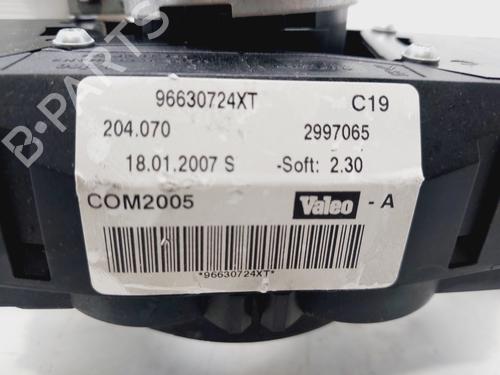 96630724XT C19
204.070 2997065
18.01.2007 S -Soft: 2.30
COM2005 Valeo - A
*96630724XT*
B-PARTS